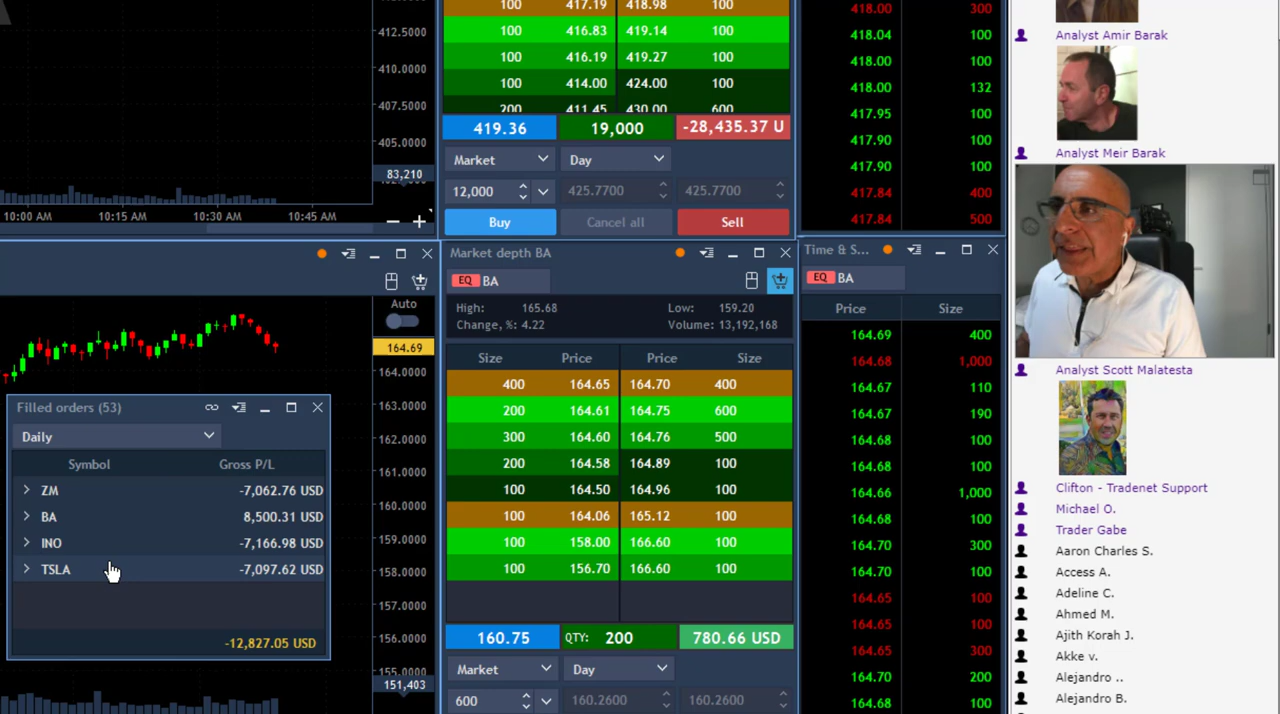 412.5000
410.0000
407.5000
405.0000
83,210
10:00 AM 10:15 AM 10:30 AM 10:45 AM
100 417.19 418.98 100
100 416.83 419.14 100
100 416.19 419.27 100
100 414.00 424.00 100
200 411.45 430.00 600
419.36 19,000 -28,435.37 U
Market Day
12,000 425.7700 425.7700
Buy Cancel all Sell
418.00 300
418.04 100
418.00 100
418.00 132
417.95 100
417.90 100
417.90 100
417.84 400
417.84 500
Analyst Amir Barak
Analyst Meir Barak
Analyst Scott Malatesta
Clifton - Tradenet Support
Michael O.
Trader Gabe
Aaron Charles S.
Access A.
Adeline C.
Ahmed M.
Ajith Korah J.
Akke v.
Alejandro ..
Alejandro B.
Auto
164.69
164.0000
163.0000
162.0000
161.0000
160.0000
159.0000
158.0000
157.0000
156.0000
155.0000
151,403
Filled orders (53)
Daily
Symbol Gross P/L
ZM -7,062.76 USD
BA 8,500.31 USD
INO -7,166.98 USD
TSLA -7,097.62 USD
-12,827.05 USD
Market depth BA
EQ BA
High: 165.68 Low: 159.20
Change, %: 4.22 Volume: 13,192,168
Size Price Price Size
400 164.65 164.70 400
200 164.61 164.75 600
300 164.60 164.76 500
200 164.58 164.89 100
100 164.50 164.96 100
100 164.06 165.12 100
100 158.00 166.60 100
100 156.70 166.60 100
160.75 QTY: 200 780.66 USD
Market Day
600 160.2600 160.2600
Time & S...
EQ BA
Price Size
164.69 400
164.68 1,000
164.67 110
164.67 190
164.68 100
164.68 100
164.66 1,000
164.68 100
164.70 300
164.70 100
164.65 100
164.65 100
164.65 300
164.70 200
164.68 100